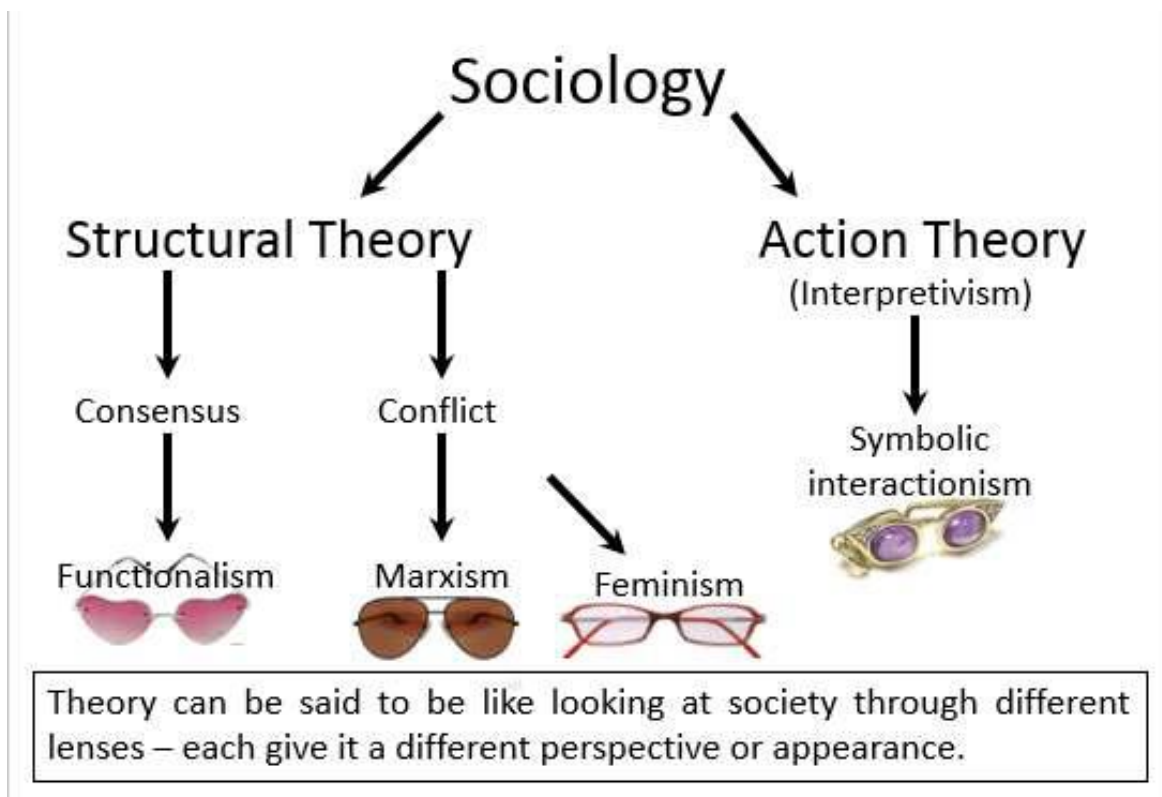 Sociology
Structural Theory
Action Theory
(Interpretivism)
Consensus
Conflict
Symbolic
interactionism
Functionalism
Marxism
Feminism
Theory can be said to be like looking at society through different
lenses – each give it a different perspective or appearance.